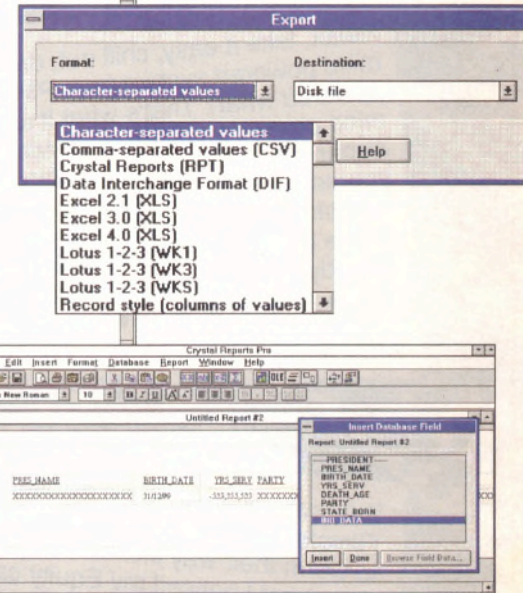 Export
Format:
Destination:
Character-separated values
Disk file
Character-separated values
Comma-separated values (CSV)
Crystal Reports (RPT)
Data Interchange Format (DIF)
Excel 2.1 (XLS)
Excel 3.0 (XLS)
Excel 4.0 (XLS)
Lotus 1-2-3 (WK1)
Lotus 1-2-3 (WK3)
Lotus 1-2-3 (WKS)
Record style (columns of values)
Help
Crystal Reports Pro
Edit Insert Format Database Report Window Help
New Roman 10 B I U
Untitled Report #2
Insert Database Field
Report: Untitled Report #2
----PRESIDENT----
PRES_NAME
BIRTH_DATE
YRS_SERV
DEATH_AGE
PARTY
STATE_BORN
BIO_DATA
Insert Done Browse Field Data...
PRES_NAME BIRTH_DATE YRS_SERV PARTY
XXXXXXXXXXXXXXXXXXXX 31/12/99